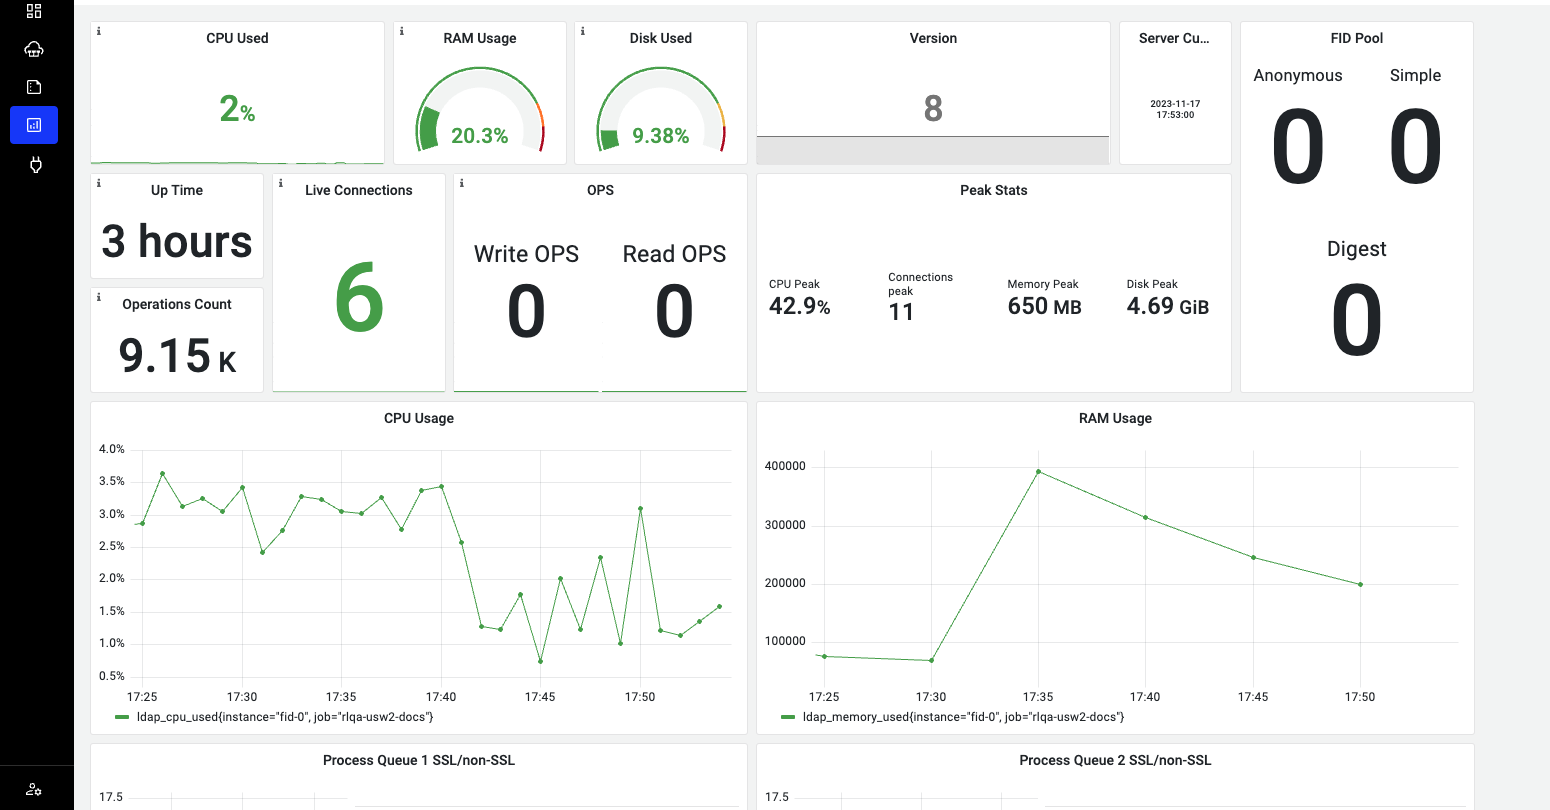 CPU Used
2%
RAM Usage
20.3%
Disk Used
9.38%
Version
8
Server Cu...
2023-11-17
17:53:00
FID Pool
Anonymous
0
Simple
0
Digest
0
Up Time
3 hours
Operations Count
9.15 K
Live Connections
6
OPS
Write OPS
0
Read OPS
0
Peak Stats
CPU Peak
42.9%
Connections
peak
11
Memory Peak
650 MB
Disk Peak
4.69 GiB
CPU Usage
4.0%
3.5%
3.0%
2.5%
2.0%
1.5%
1.0%
0.5%
17:25 17:30 17:35 17:40 17:45 17:50
ldap_cpu_used{instance="fid-0", job="rlqa-usw2-docs"}
RAM Usage
400000
300000
200000
100000
17:25 17:30 17:35 17:40 17:45 17:50
ldap_memory_used{instance="fid-0", job="rlqa-usw2-docs"}
Process Queue 1 SSL/non-SSL
17.5
Process Queue 2 SSL/non-SSL
17.5